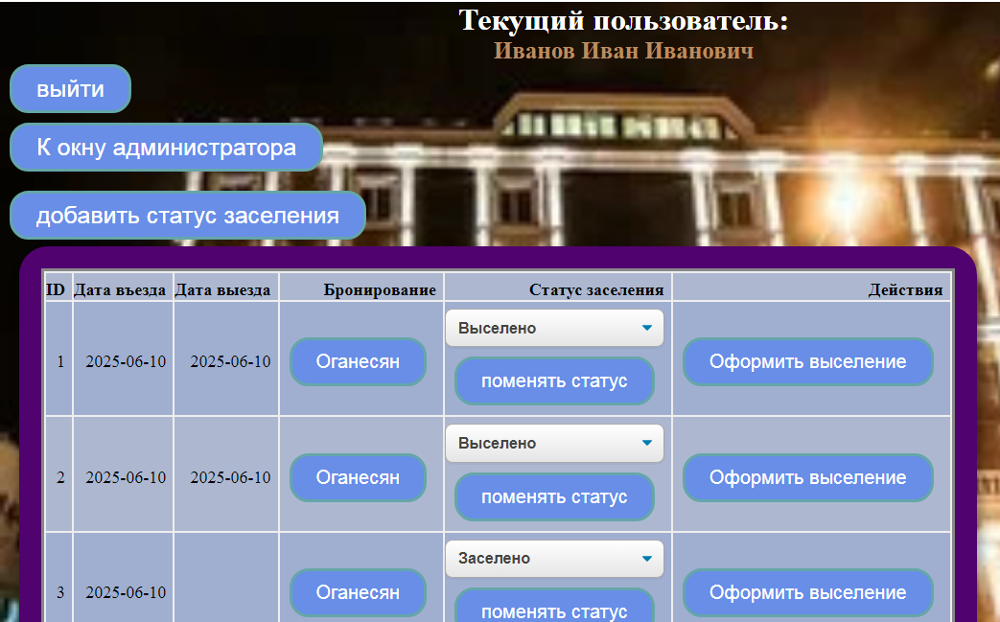 Текущий пользователь:
Иванов Иван Иванович
выйти
К окну администратора
добавить статус заселения
ID Дата въезда Дата выезда Бронирование Статус заселения Действия
Выселено
1 2025-06-10 2025-06-10 Оганесян Оформить выселение
поменять статус
Выселено
2 2025-06-10 2025-06-10 Оганесян Оформить выселение
поменять статус
Заселено
3 2025-06-10 Оганесян Оформить выселение
поменять статус